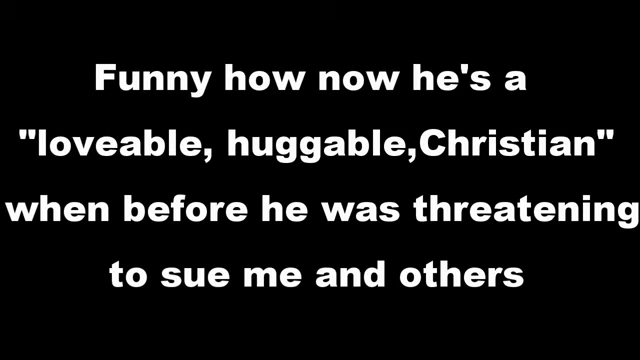 Funny how now he's a
"loveable, huggable,Christian"
when before he was threatening
to sue me and others